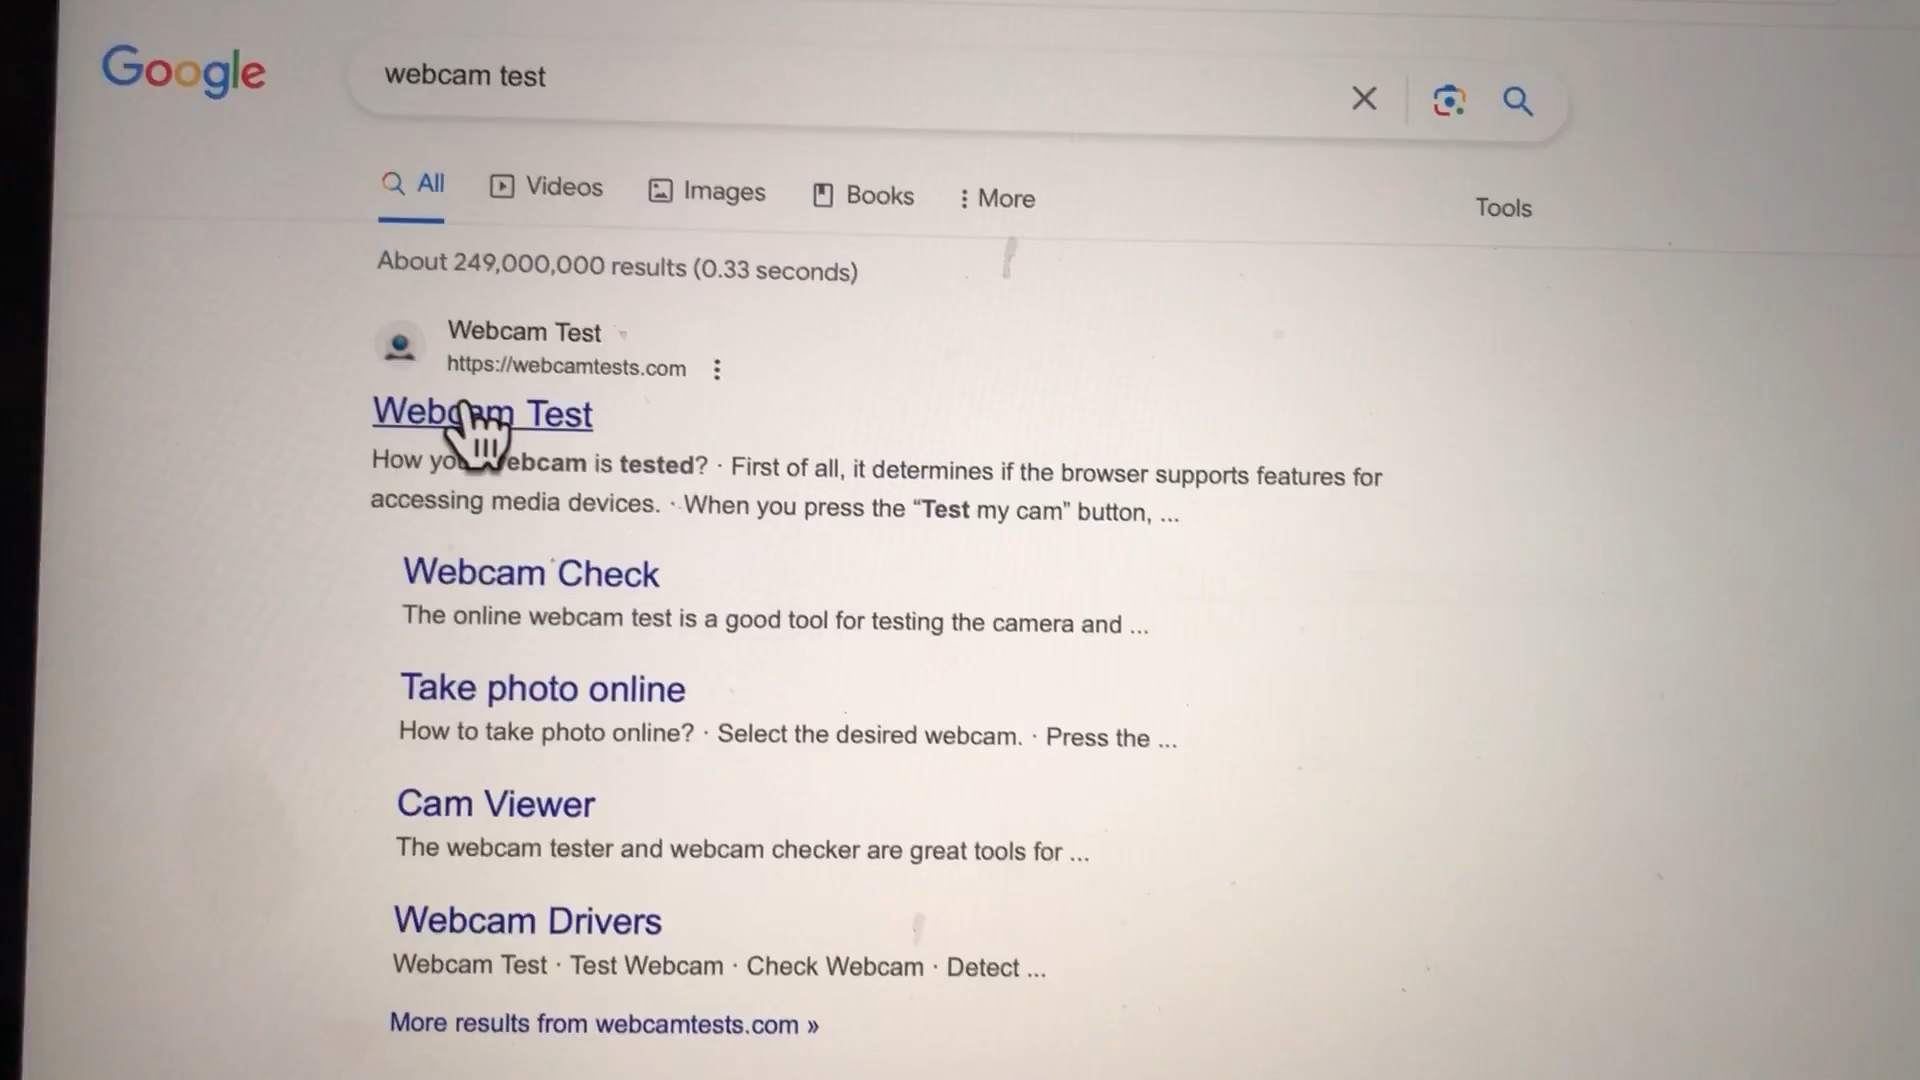 Google
webcam test
All Videos Images Books More Tools
About 249,000,000 results (0.33 seconds)
Webcam Test
https://webcamtests.com
Webcam Test
How you webcam is tested? · First of all, it determines if the browser supports features for
accessing media devices. · When you press the “Test my cam” button, ...
Webcam Check
The online webcam test is a good tool for testing the camera and ...
Take photo online
How to take photo online? · Select the desired webcam. · Press the ...
Cam Viewer
The webcam tester and webcam checker are great tools for ...
Webcam Drivers
Webcam Test · Test Webcam · Check Webcam · Detect ...
More results from webcamtests.com »